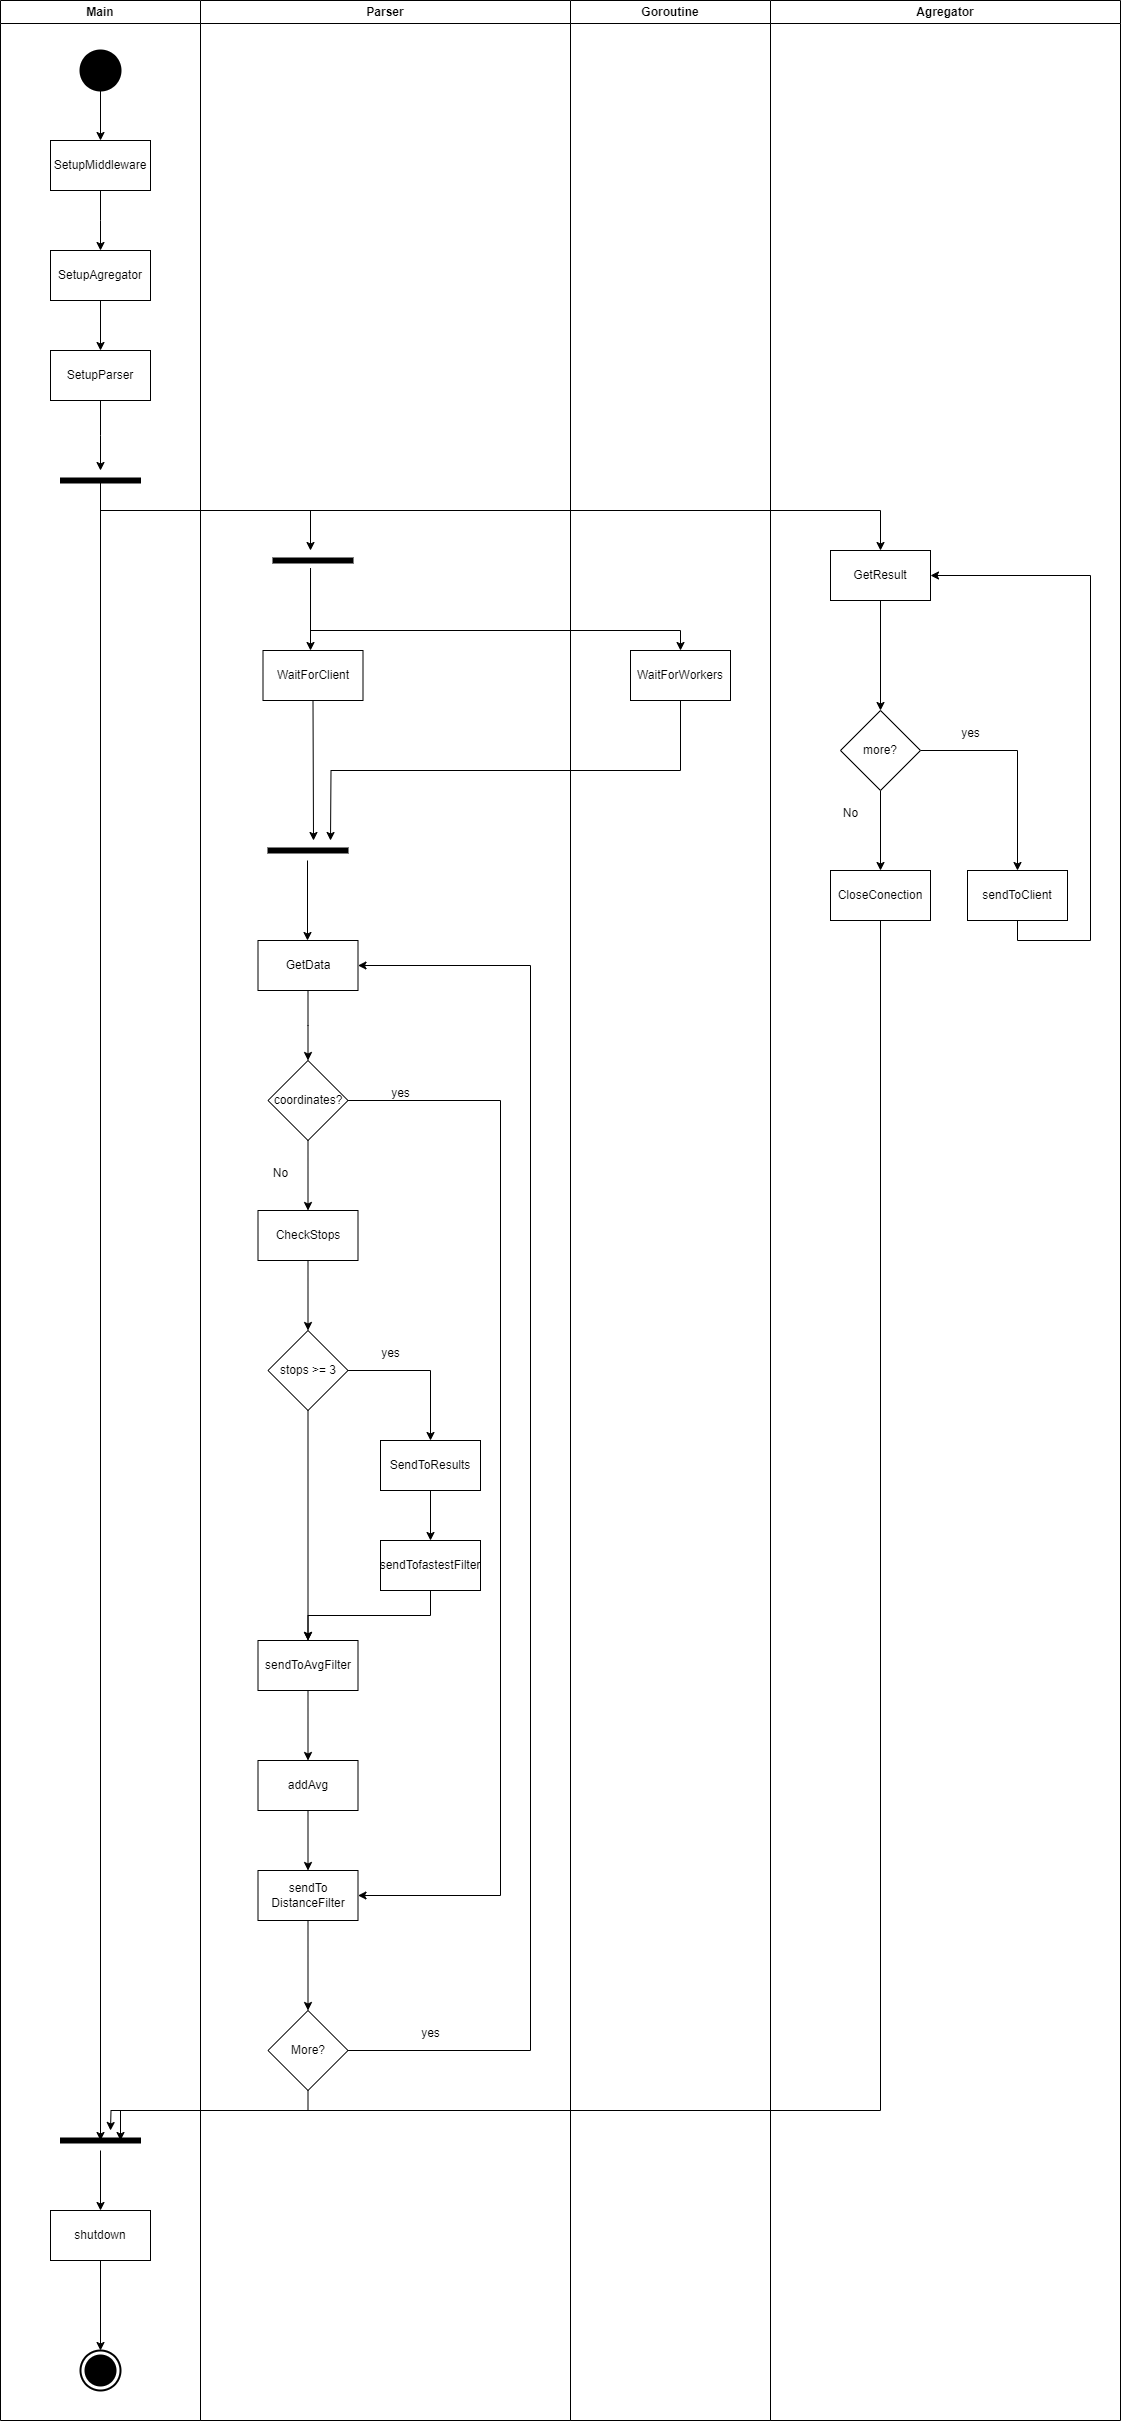 Main
Parser
Goroutine
Agregator
SetupMiddleware
SetupAgregator
SetupParser
GetResult
WaitForClient
WaitForWorkers
more?
yes
No
CloseConection
sendToClient
GetData
coordinates?
yes
No
CheckStops
stops >= 3
yes
SendToResults
sendTofastestFilter
sendToAvgFilter
addAvg
sendTo
DistanceFilter
More?
yes
shutdown